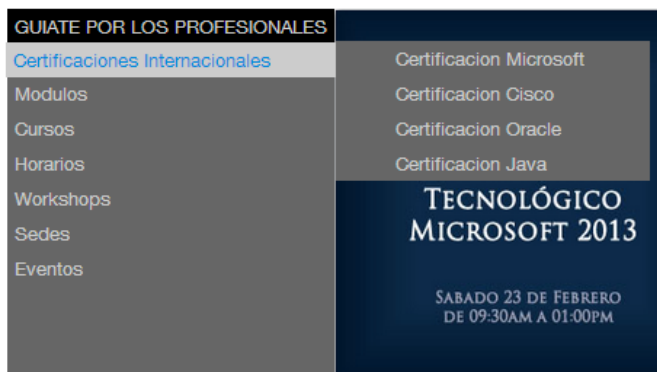 GUIATE POR LOS PROFESIONALES
Certificaciones Internacionales
Modulos
Cursos
Horarios
Workshops
Sedes
Eventos
Certificacion Microsoft
Certificacion Cisco
Certificacion Oracle
Certificacion Java
TECNOLÓGICO
MICROSOFT 2013
SABADO 23 DE FEBRERO
DE 09:30AM A 01:00PM